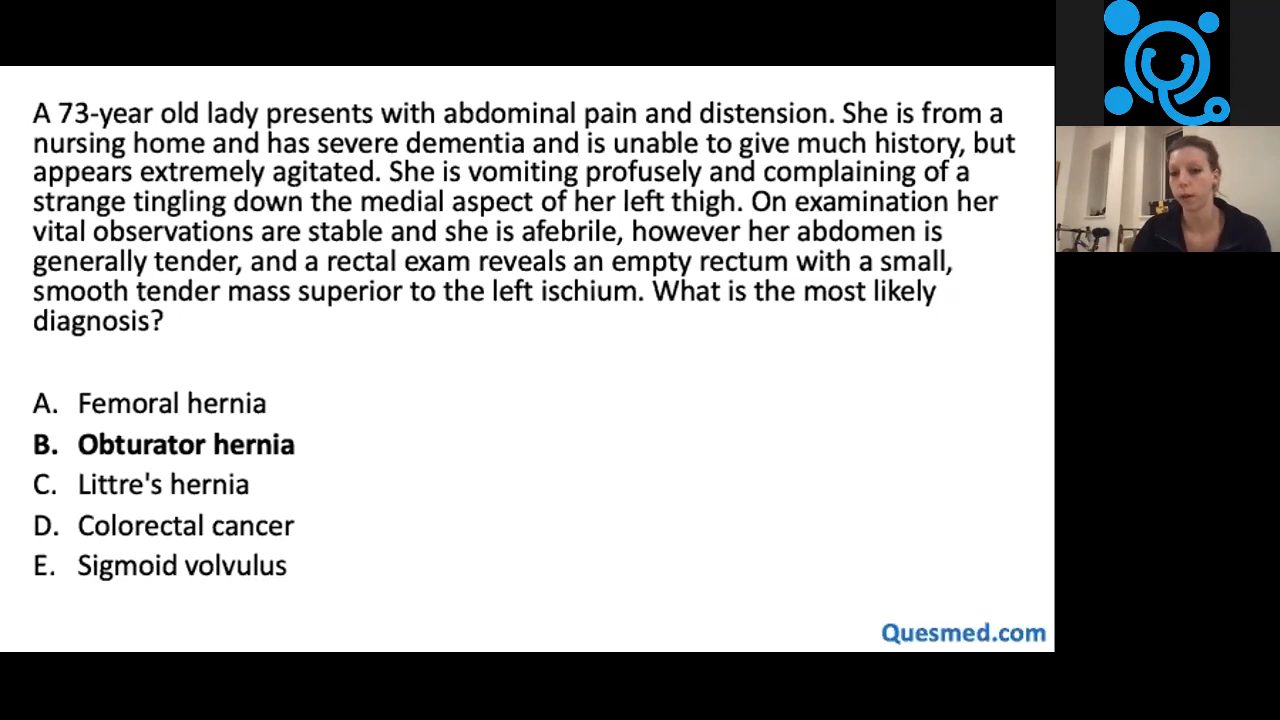 A 73-year old lady presents with abdominal pain and distension. She is from a
nursing home and has severe dementia and is unable to give much history, but
appears extremely agitated. She is vomiting profusely and complaining of a
strange tingling down the medial aspect of her left thigh. On examination her
vital observations are stable and she is afebrile, however her abdomen is
generally tender, and a rectal exam reveals an empty rectum with a small,
smooth tender mass superior to the left ischium. What is the most likely
diagnosis?
A. Femoral hernia
B. Obturator hernia
C. Littre's hernia
D. Colorectal cancer
E. Sigmoid volvulus
Quesmed.com